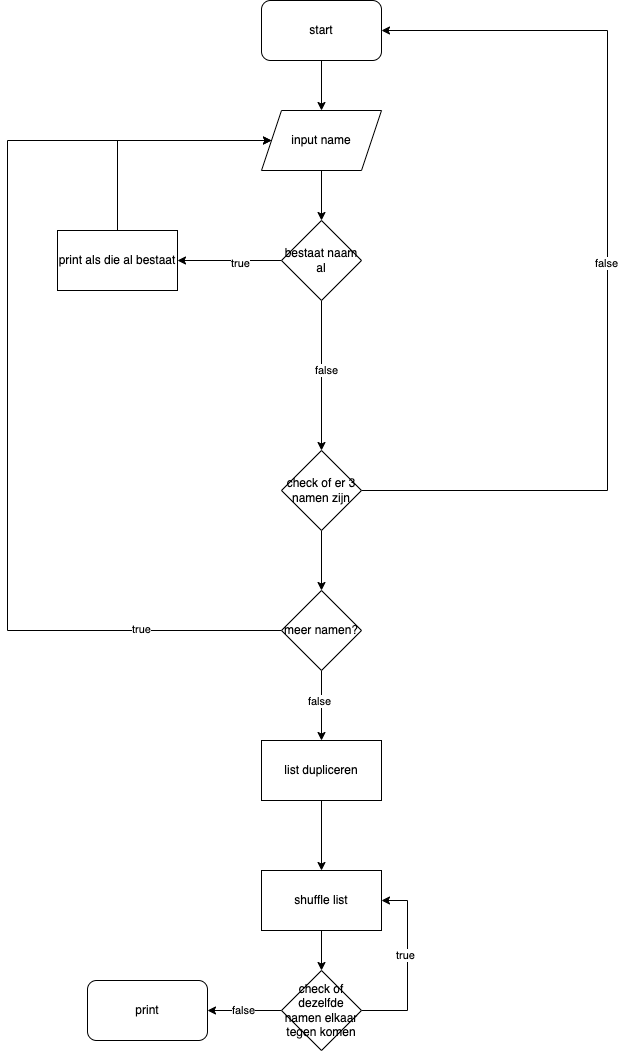 start
input name
bestaat naam
al
true
print als die al bestaat
false
false
check of er 3
namen zijn
meer namen?
true
false
list dupliceren
shuffle list
true
check of
dezelfde
namen elkaar
tegen komen
false
print